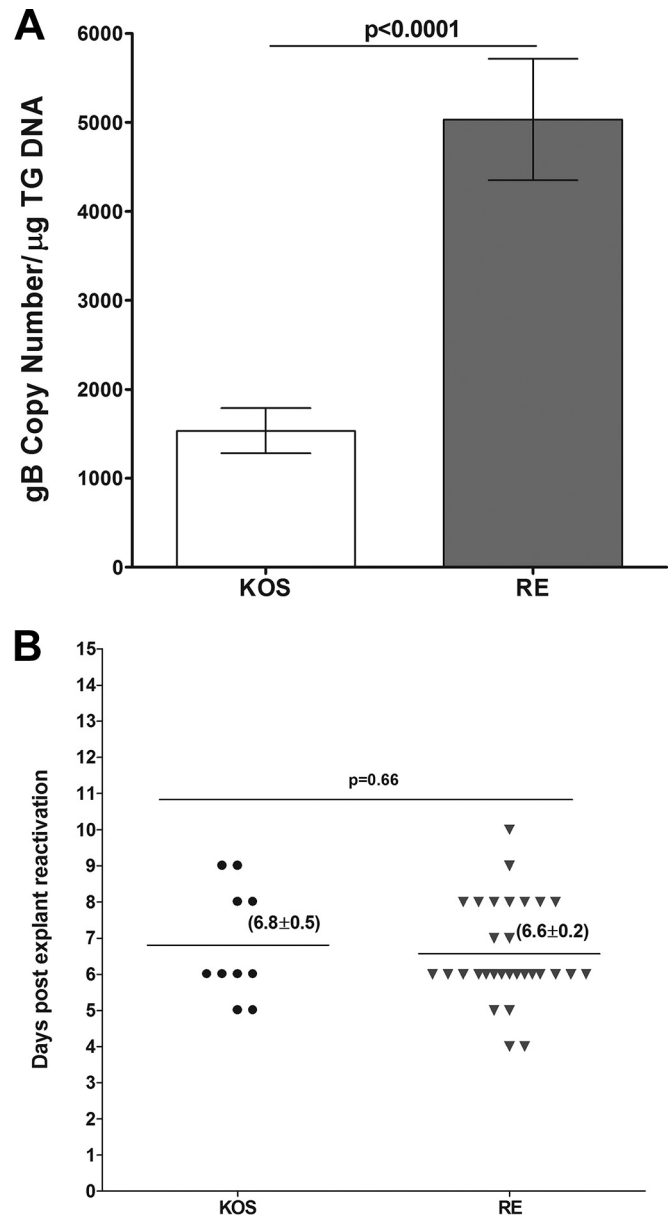 A
p<0.0001
gB Copy Number/μg TG DNA
6000
5000
4000
3000
2000
1000
0
KOS
RE
B
Days post explant reactivation
15
14
13
12
11
10
9
8
7
6
5
4
3
2
1
0
p=0.66
(6.8±0.5)
(6.6±0.2)
KOS
RE